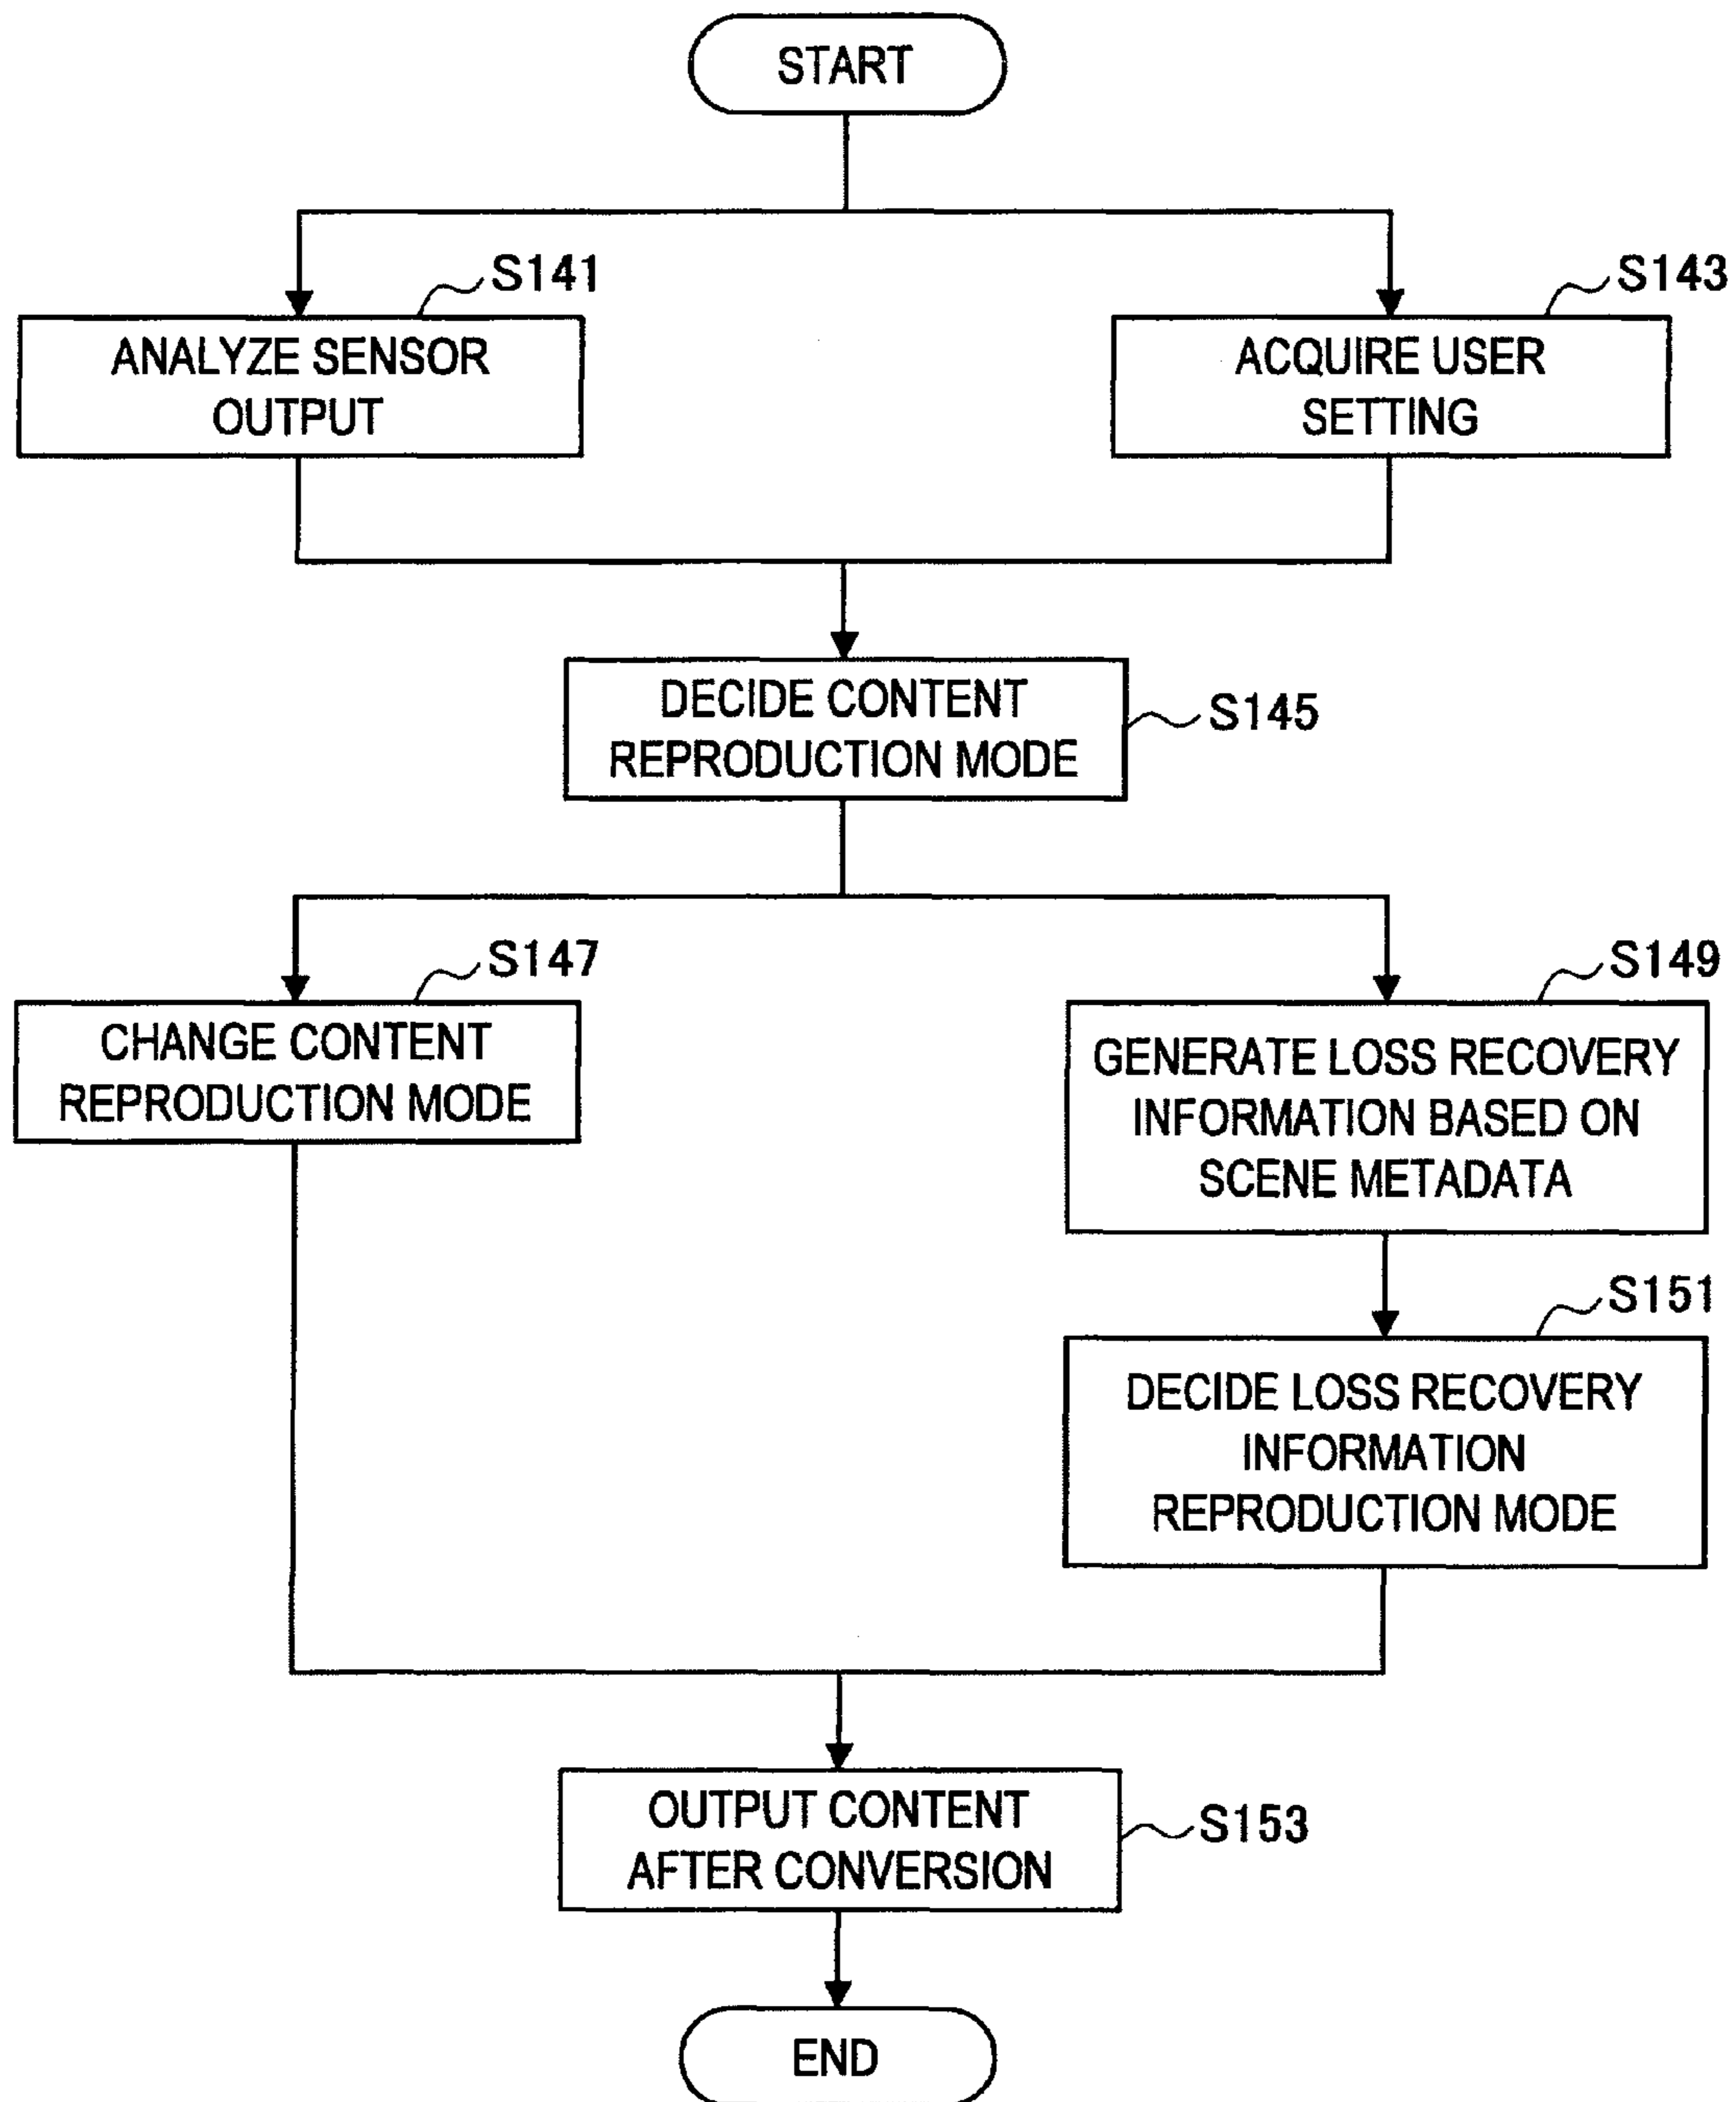 START
S141
ANALYZE SENSOR
OUTPUT
S143
ACQUIRE USER
SETTING
DECIDE CONTENT
REPRODUCTION MODE
S145
S147
CHANGE CONTENT
REPRODUCTION MODE
S149
GENERATE LOSS RECOVERY
INFORMATION BASED ON
SCENE METADATA
S151
DECIDE LOSS RECOVERY
INFORMATION
REPRODUCTION MODE
OUTPUT CONTENT
AFTER CONVERSION
S153
END